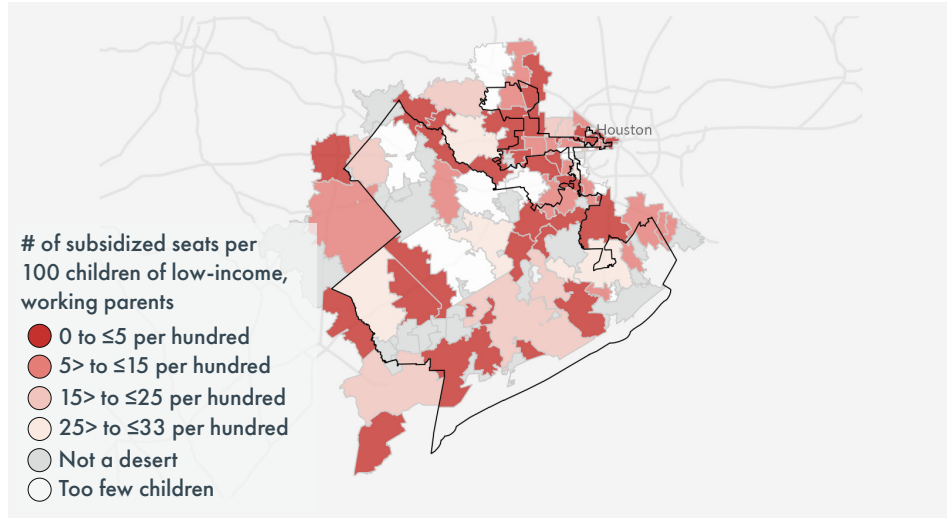 Houston
# of subsidized seats per
100 children of low-income,
working parents
0 to ≤5 per hundred
5> to ≤15 per hundred
15> to ≤25 per hundred
25> to ≤33 per hundred
Not a desert
Too few children